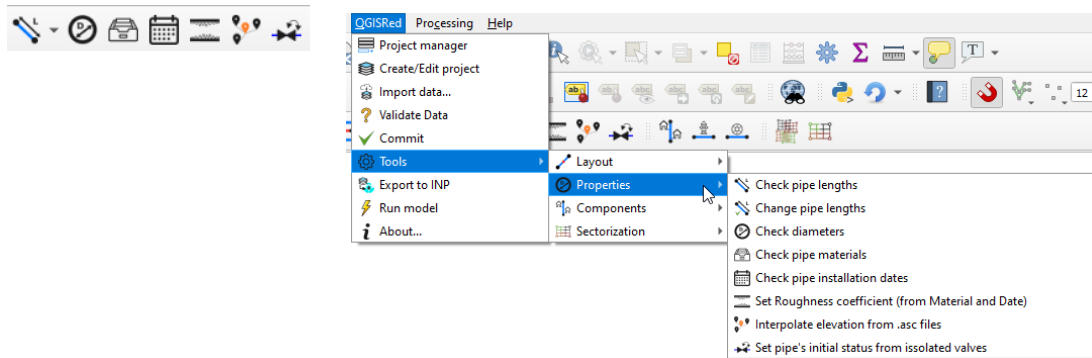 QGISRed Processing Help
Project manager
Create/Edit project
Import data...
Validate Data
Commit
Tools
Export to INP
Run model
About...
Layout
Properties
Components
Sectorization
Check pipe lengths
Change pipe lengths
Check diameters
Check pipe materials
Check pipe installation dates
Set Roughness coefficient (from Material and Date)
Interpolate elevation from .asc files
Set pipe's initial status from issolated valves
12